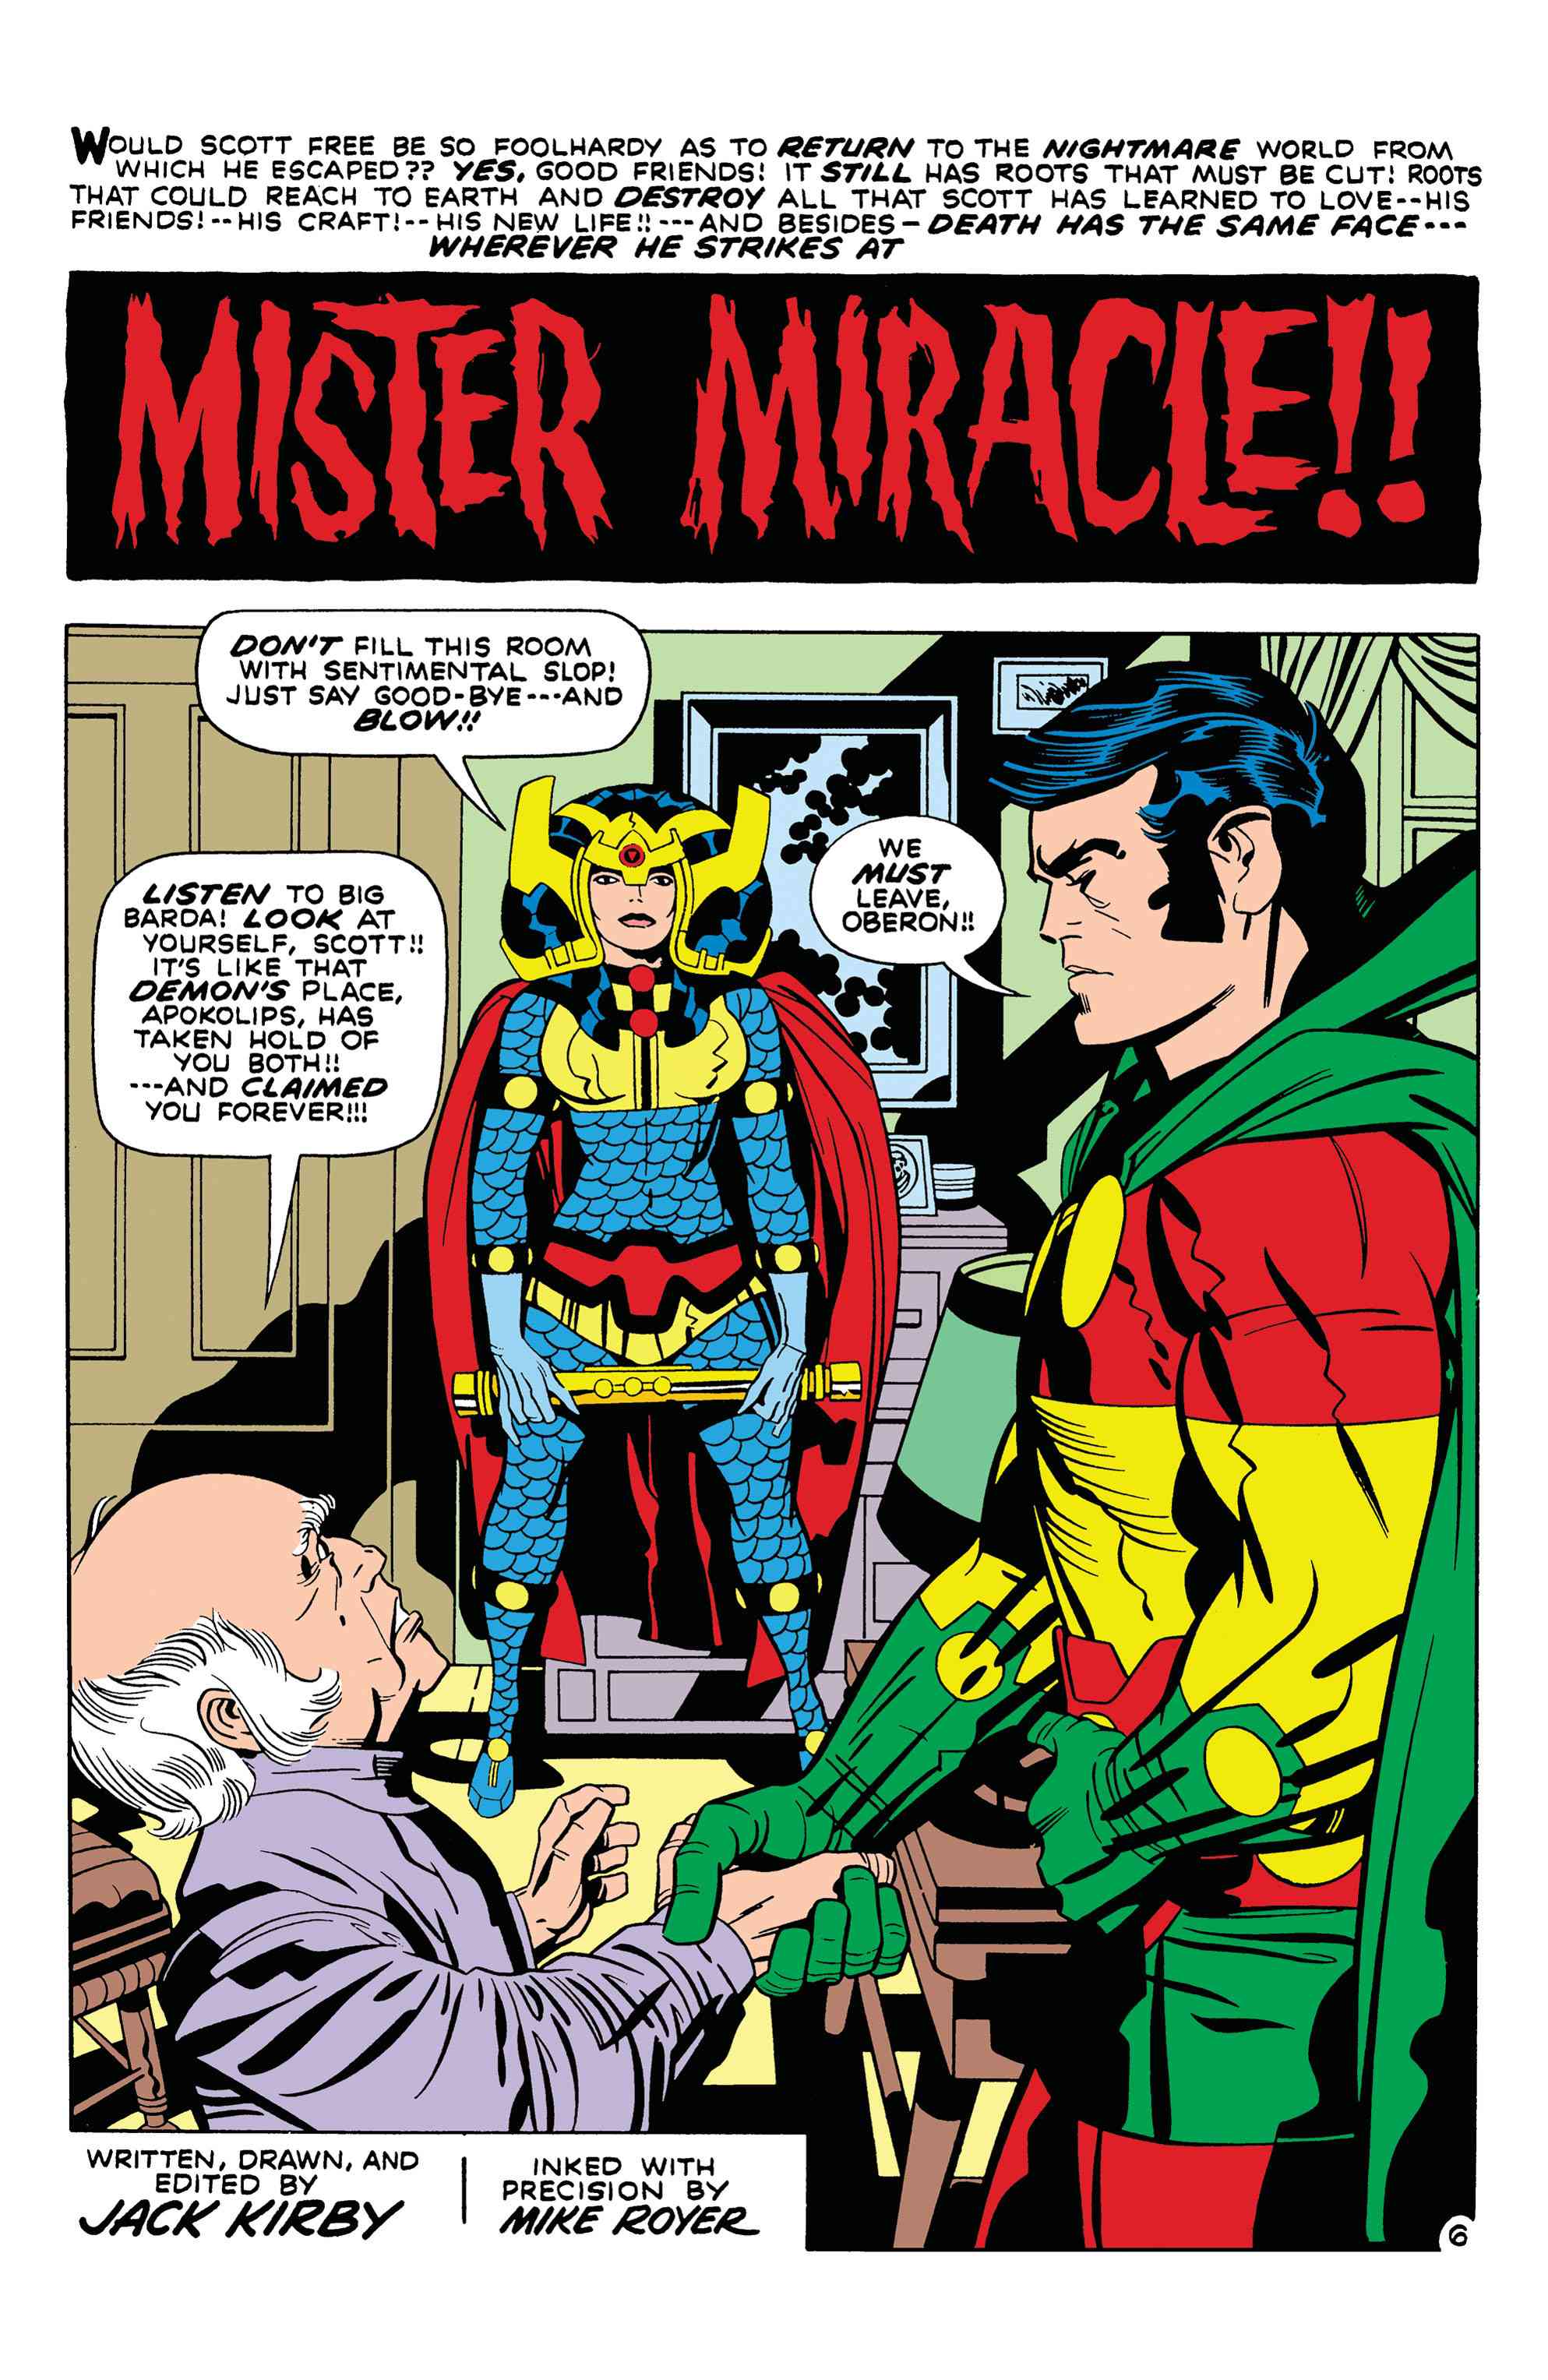 WOULD SCOTT FREE BE SO FOOLHARDY AS TO RETURN TO THE NIGHTMARE WORLD FROM
WHICH HE ESCAPED?? YES, GOOD FRIENDS! IT STILL HAS ROOTS THAT MUST BE CUT! ROOTS
THAT COULD REACH TO EARTH AND DESTROY ALL THAT SCOTT HAS LEARNED TO LOVE--HIS
FRIENDS!--HIS CRAFT!--HIS NEW LIFE!!---AND BESIDES-DEATH HAS THE SAME FACE---
WHEREVER HE STRIKES AT
MISTER MIRACLE!!
DON'T FILL THIS ROOM
WITH SENTIMENTAL SLOP!
JUST SAY GOOD-BYE---AND
BLOW!!
LISTEN TO BIG
BARDA! LOOK AT
YOURSELF, SCOTT!!
IT'S LIKE THAT
DEMON'S PLACE,
APOKOLIPS, HAS
TAKEN HOLD OF
YOU BOTH!!
---AND CLAIMED
YOU FOREVER!!!
WE
MUST
LEAVE,
OBERON!!
WRITTEN, DRAWN, AND
EDITED BY
JACK KIRBY
INKED WITH
PRECISION BY
MIKE ROYER
6